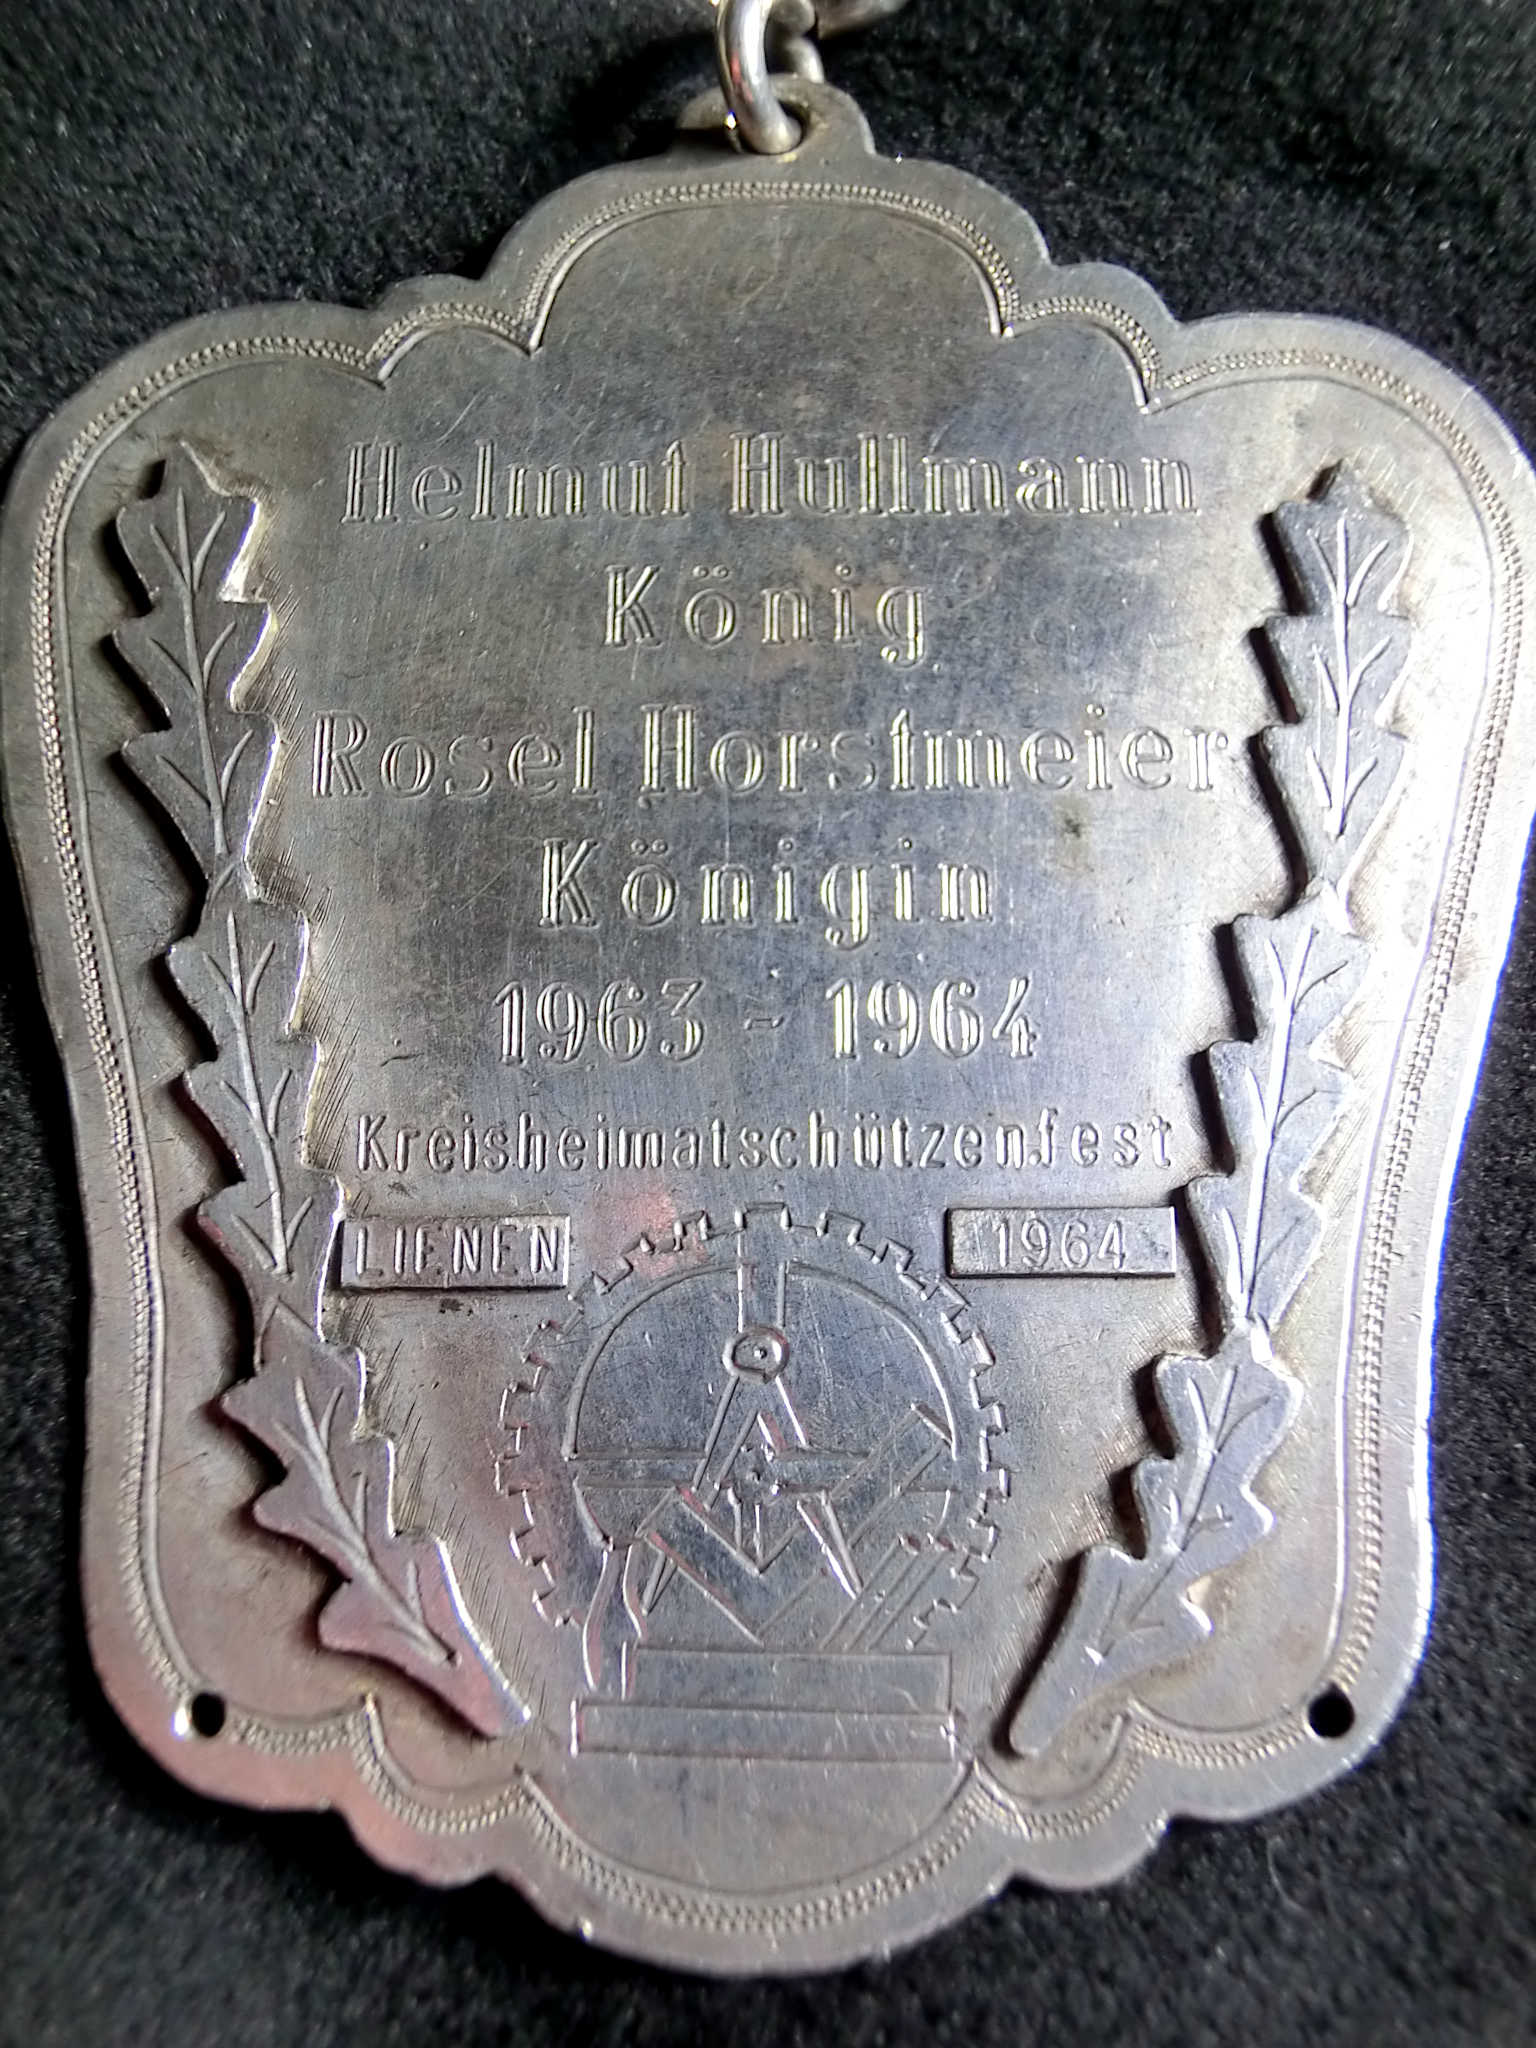 Helmut Hullmann
König
Rosel Horstmeier
Königin
1963 - 1964
Kreisheimatschützenfest
LIENEN 1964